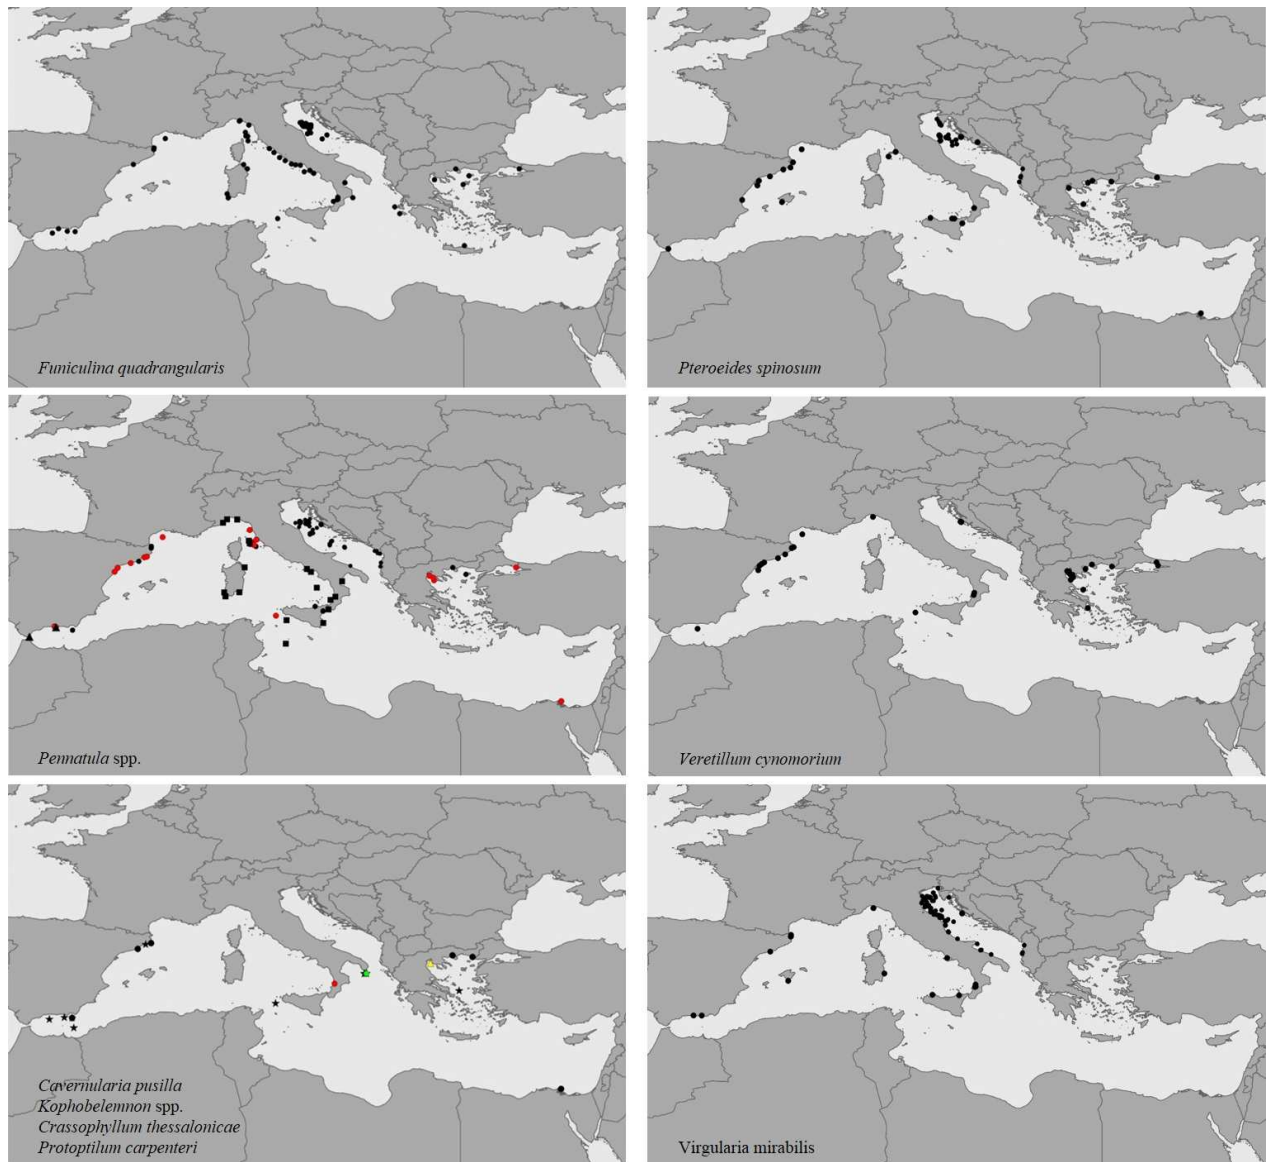 Funiculina quadrangularis
Pteroeides spinosum
Pennatula spp.
Veretillum cynomorium
Cavernularia pusilla
Kophobelemnon spp.
Crassophyllum thessalonicae
Protoptilum carpenteri
Virgularia mirabilis